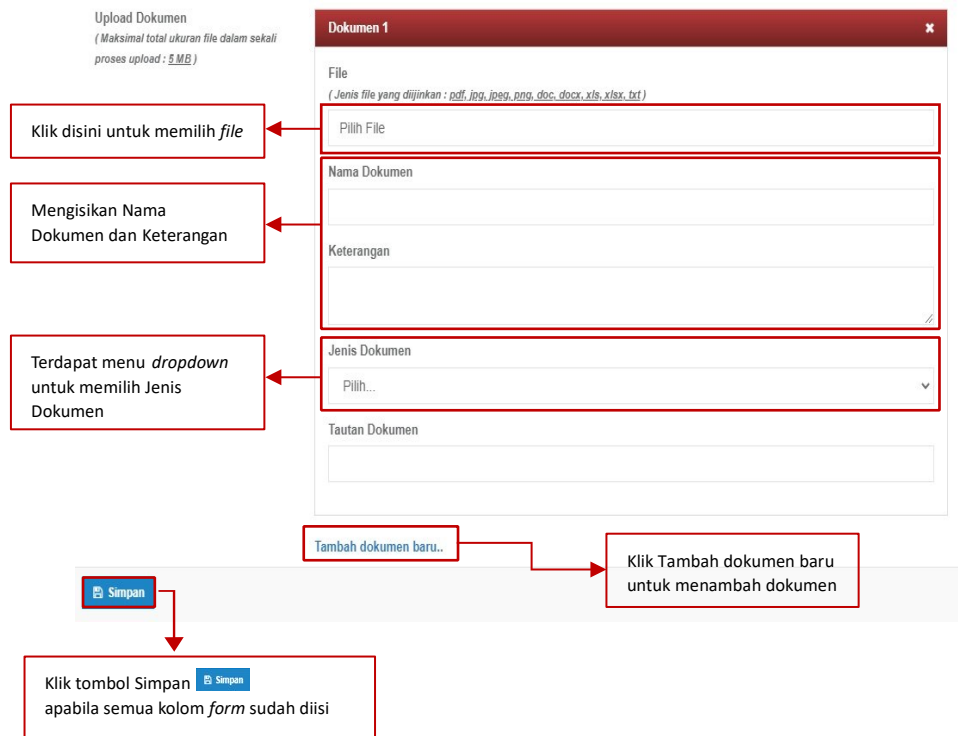 Upload Dokumen
( Maksimal total ukuran file dalam sekali
proses upload : 5 MB )
Dokumen 1
File
( Jenis file yang diijinkan : pdf, jpg, jpeg, png, doc, docx, xls, xlsx, txt )
Klik disini untuk memilih file
Pilih File
Nama Dokumen
Mengisikan Nama
Dokumen dan Keterangan
Keterangan
Jenis Dokumen
Terdapat menu dropdown
untuk memilih Jenis
Dokumen
Pilih...
Tautan Dokumen
Tambah dokumen baru..
Klik Tambah dokumen baru
untuk menambah dokumen
Simpan
Klik tombol Simpan Simpan
apabila semua kolom form sudah diisi